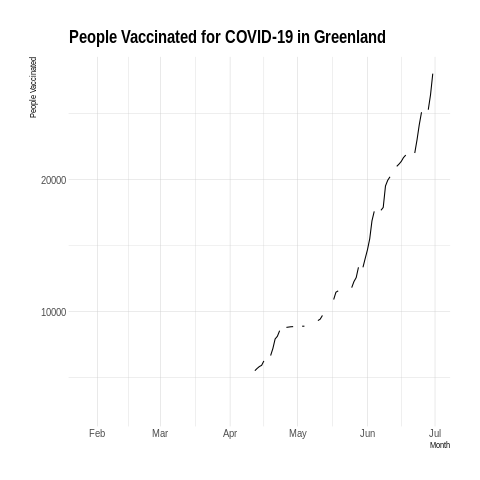 People Vaccinated for COVID-19 in Greenland
People Vaccinated
20000
10000
Feb Mar Apr May Jun Jul
Month